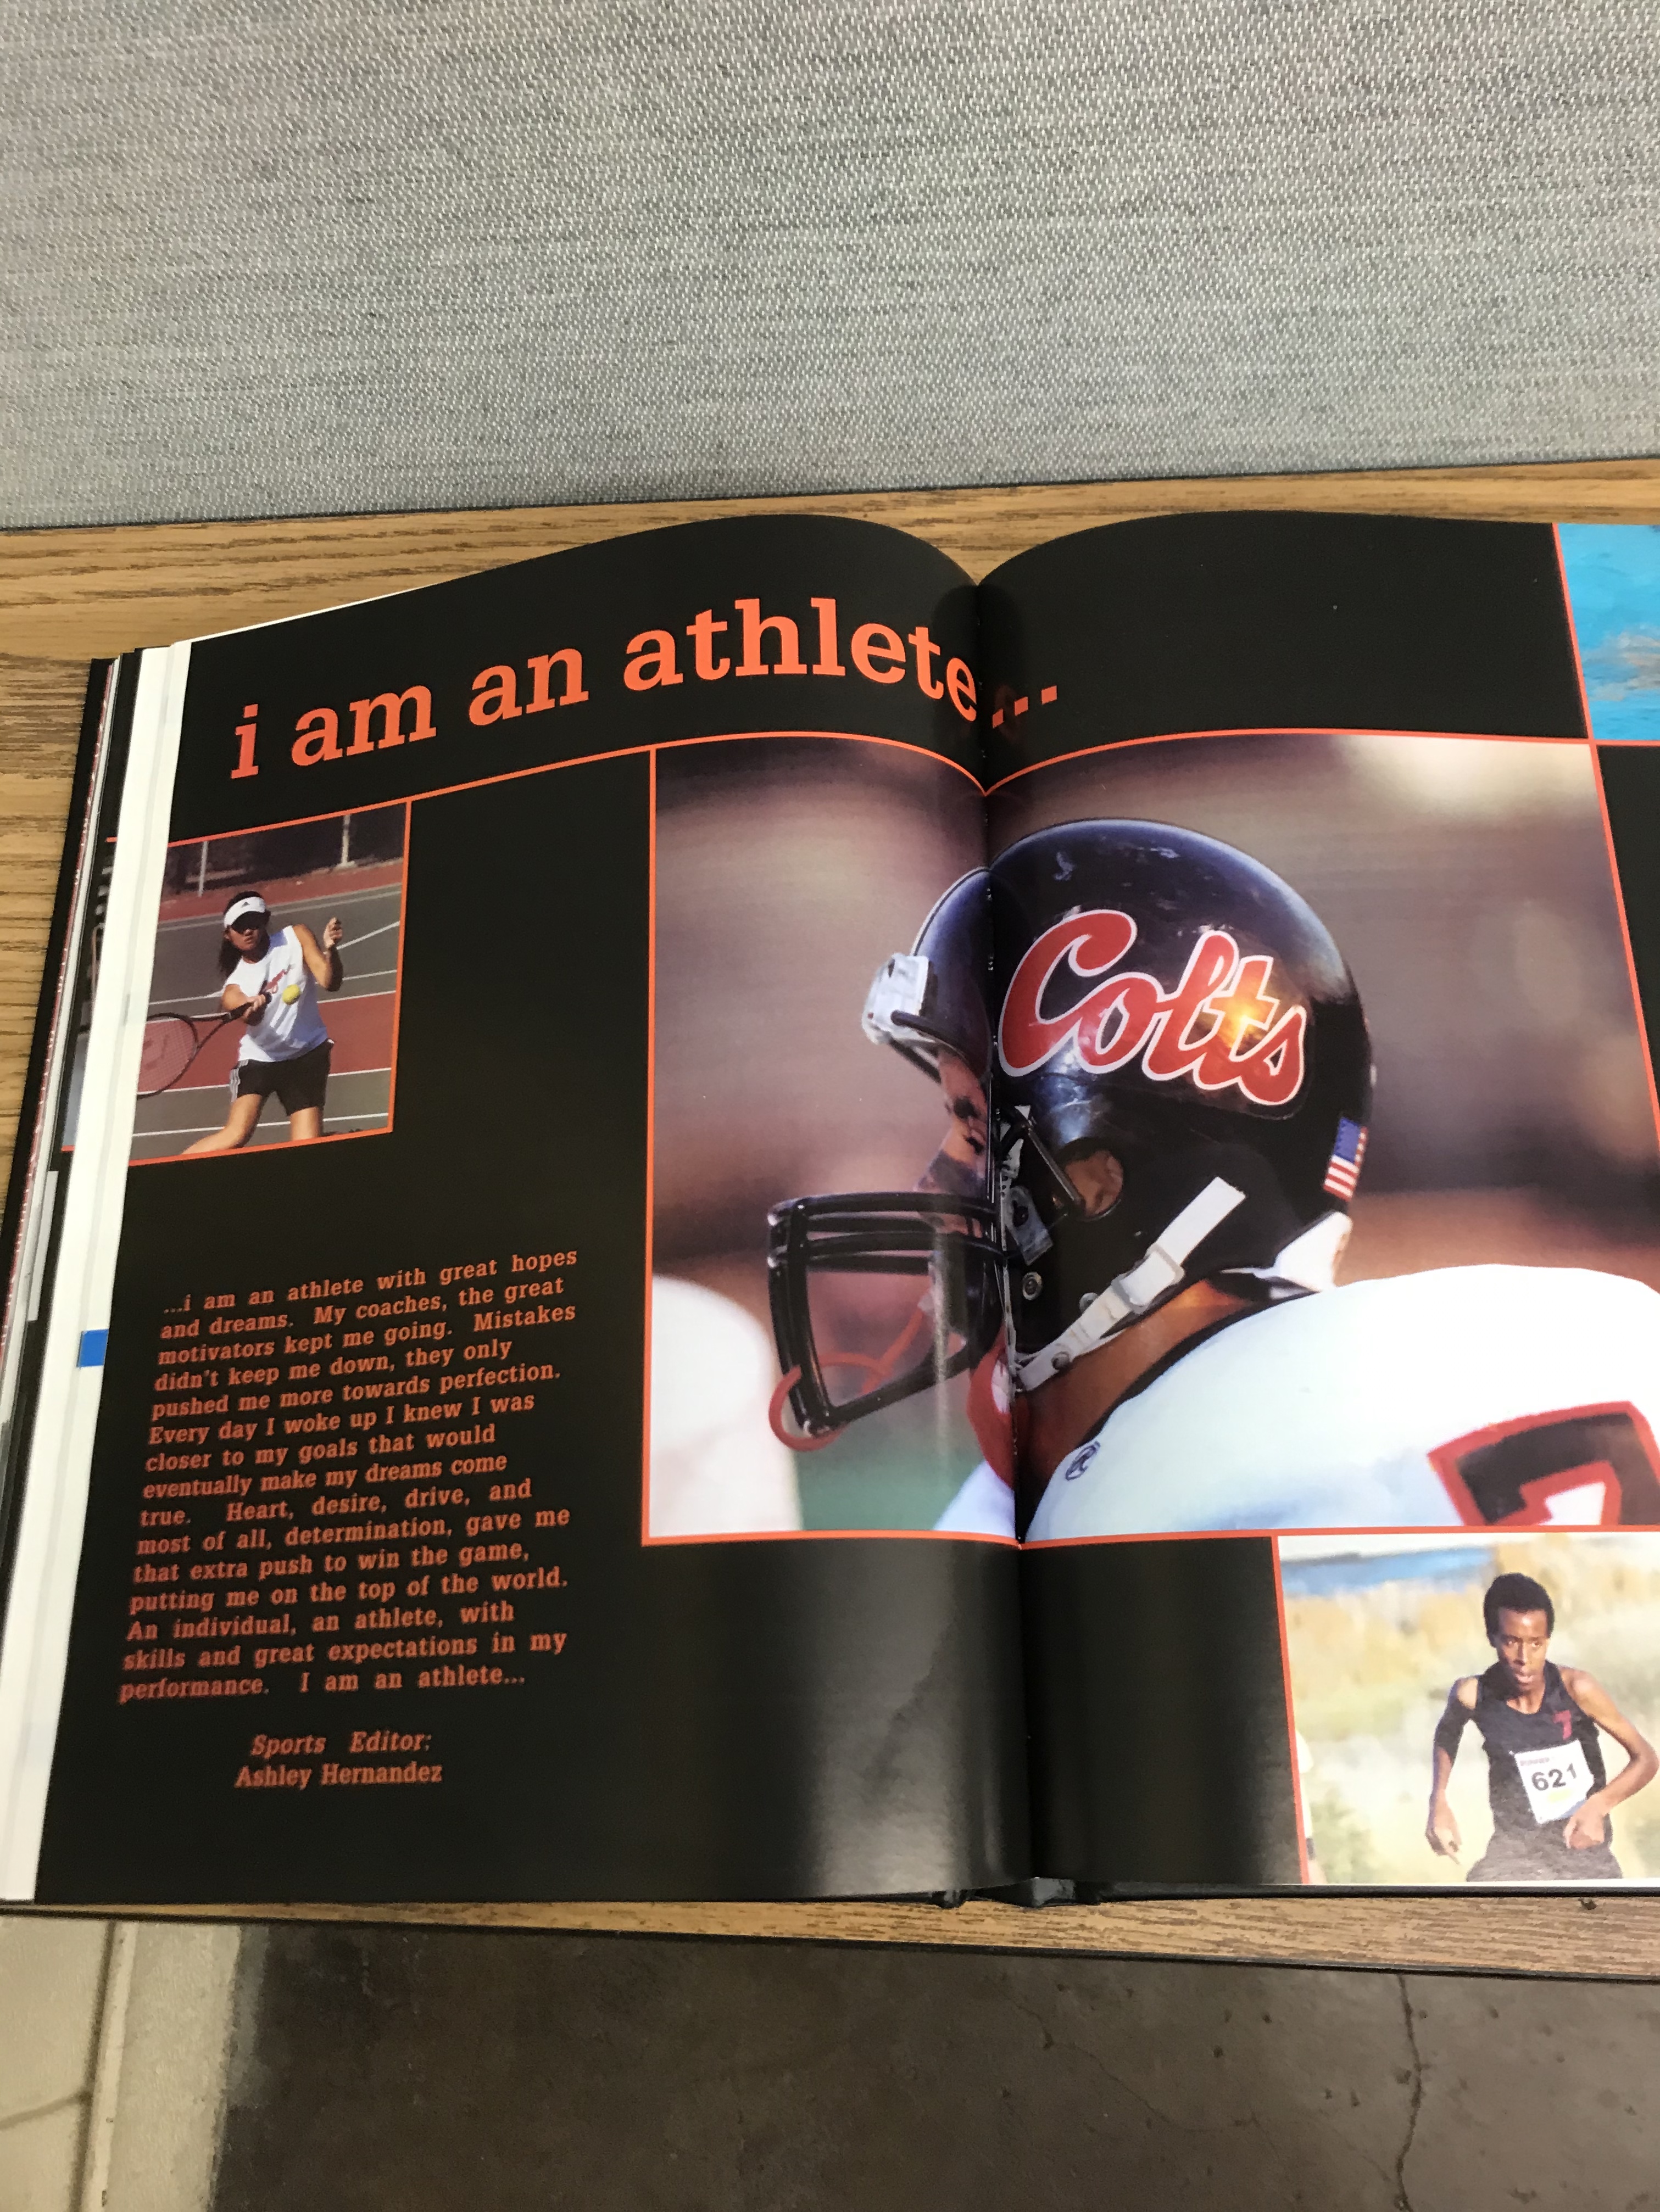 i am an athlete...
Colts
7
...i am an athlete with great hopes
and dreams. My coaches, the great
motivators kept me going. Mistakes
didn't keep me down, they only
pushed me more towards perfection.
Every day I woke up I knew I was
closer to my goals that would
eventually make my dreams come
true. Heart, desire, drive, and
most of all, determination, gave me
that extra push to win the game,
putting me on the top of the world.
An individual, an athlete, with
skills and great expectations in my
performance. I am an athlete...
Sports Editor:
Ashley Hernandez
621